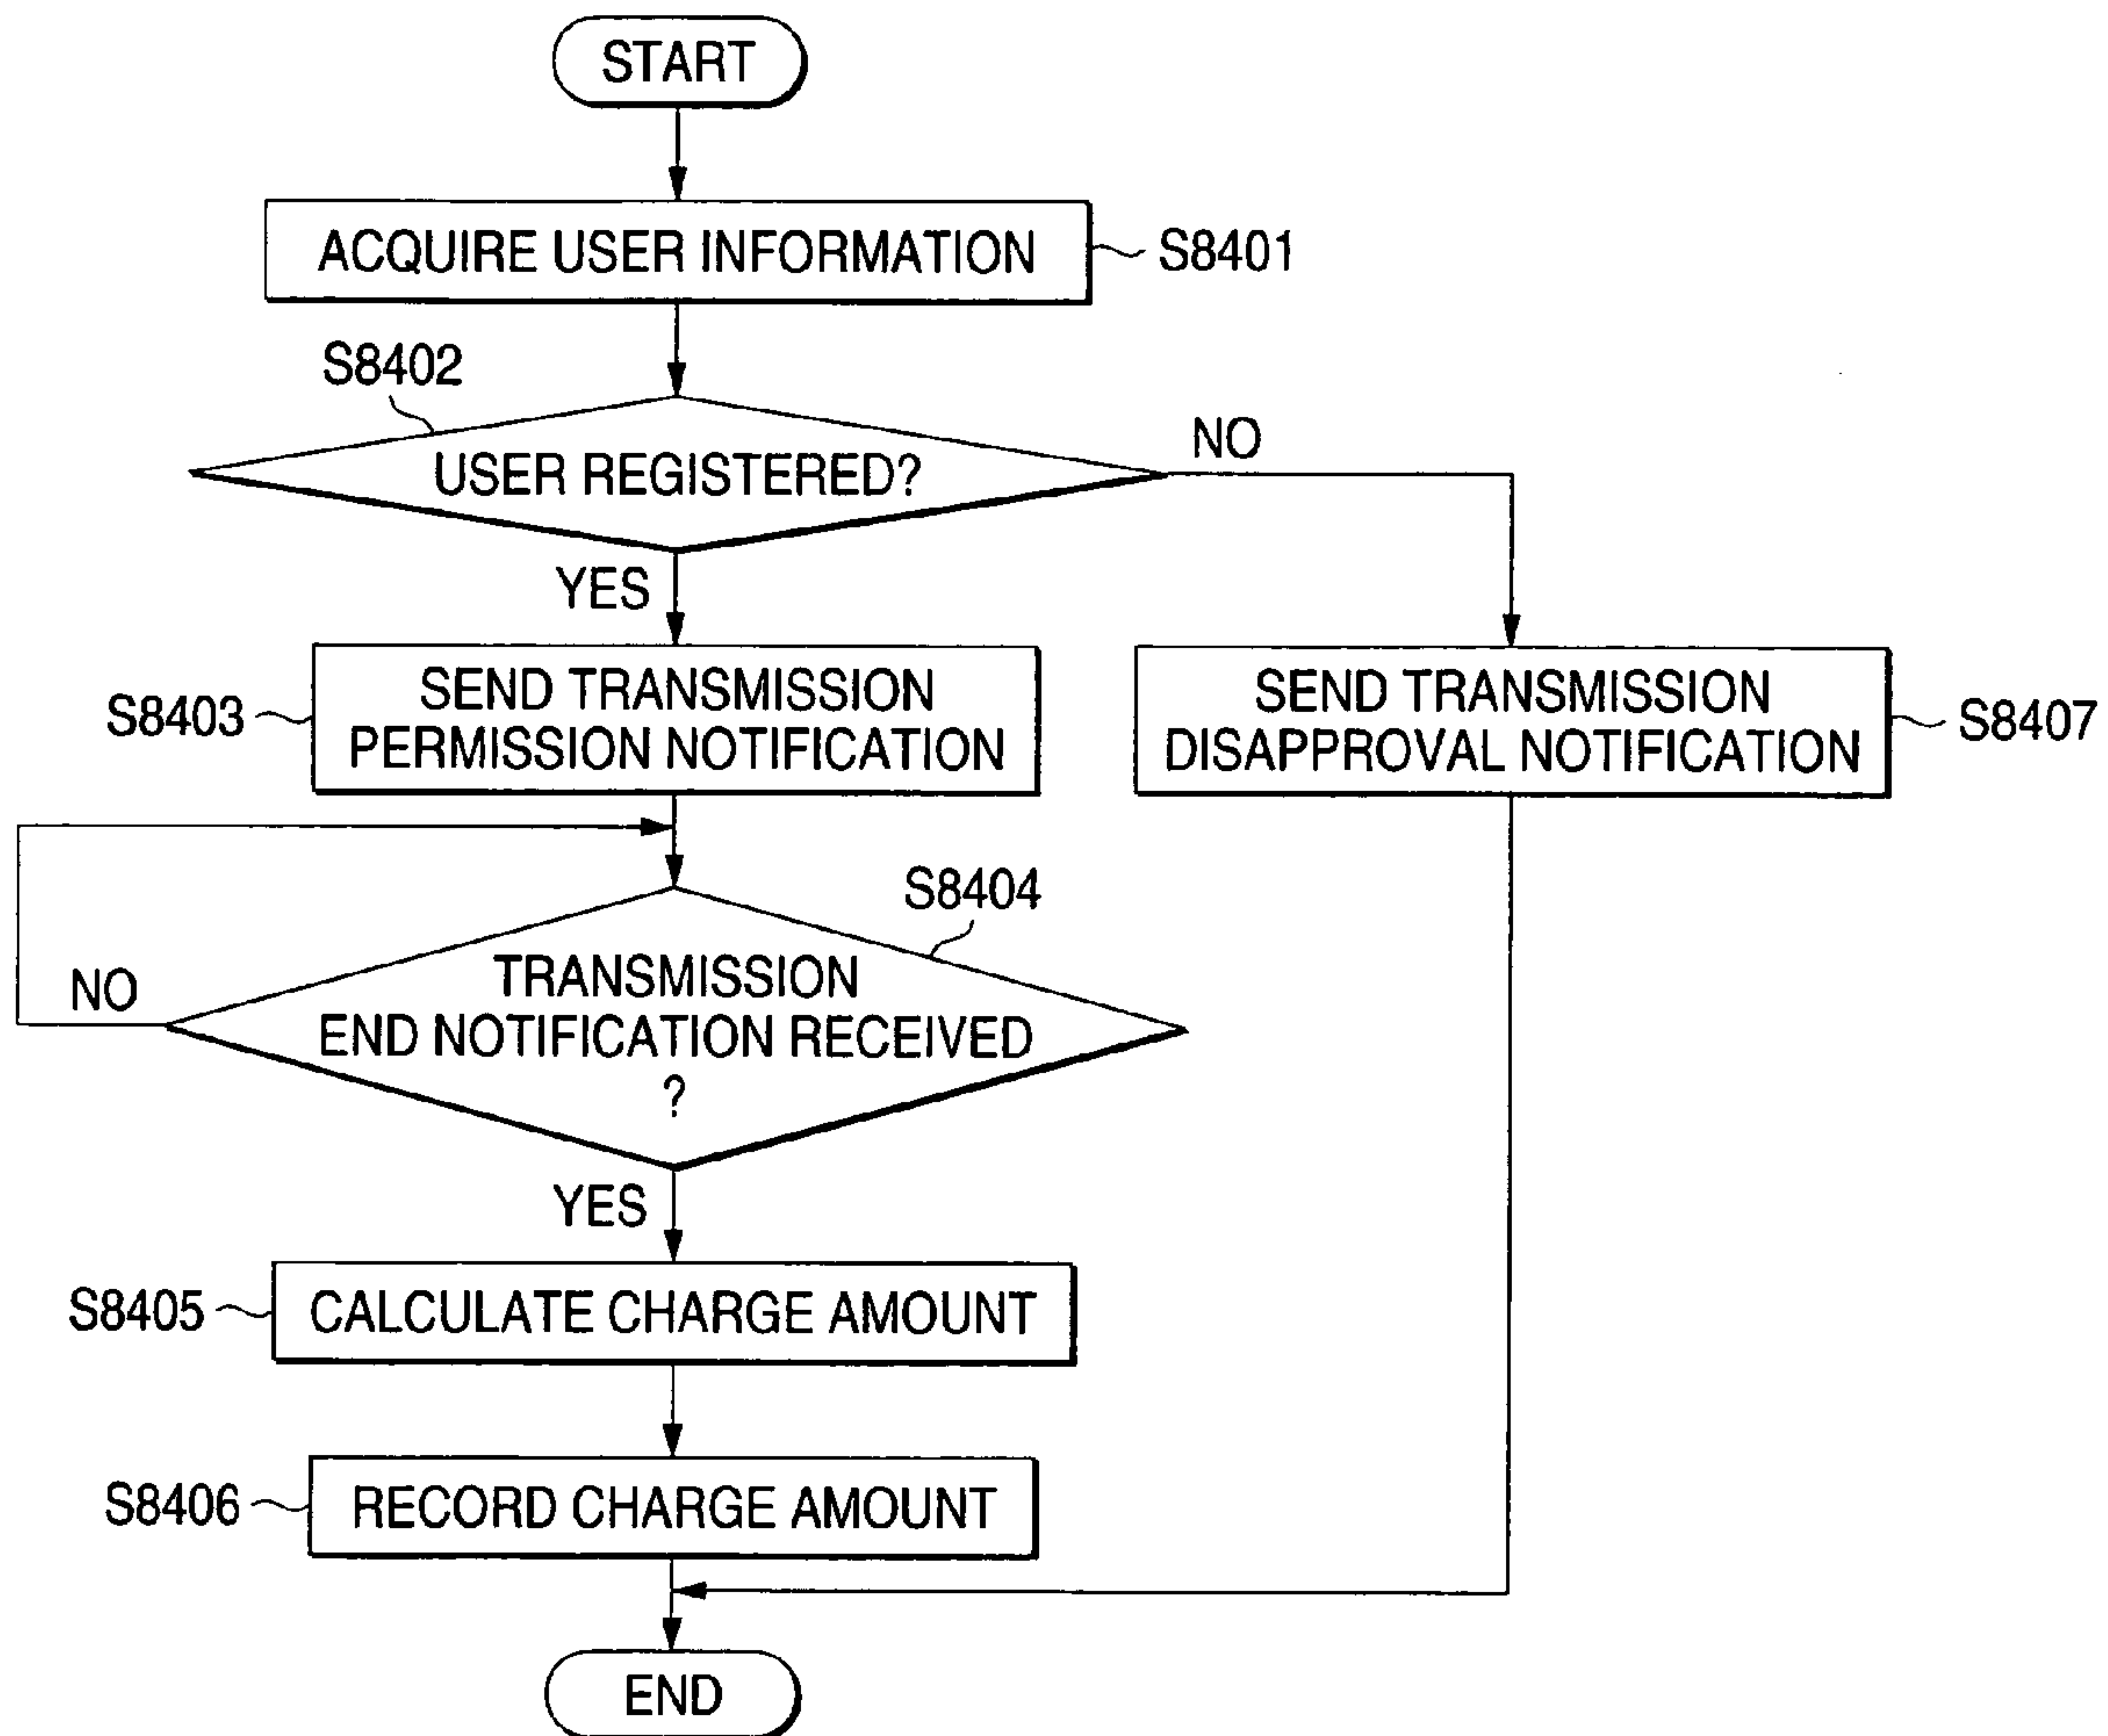 START
ACQUIRE USER INFORMATION
S8401
S8402
USER REGISTERED?
NO
YES
S8403
SEND TRANSMISSION
PERMISSION NOTIFICATION
SEND TRANSMISSION
DISAPPROVAL NOTIFICATION
S8407
S8404
TRANSMISSION
END NOTIFICATION RECEIVED
?
NO
YES
S8405
CALCULATE CHARGE AMOUNT
S8406
RECORD CHARGE AMOUNT
END